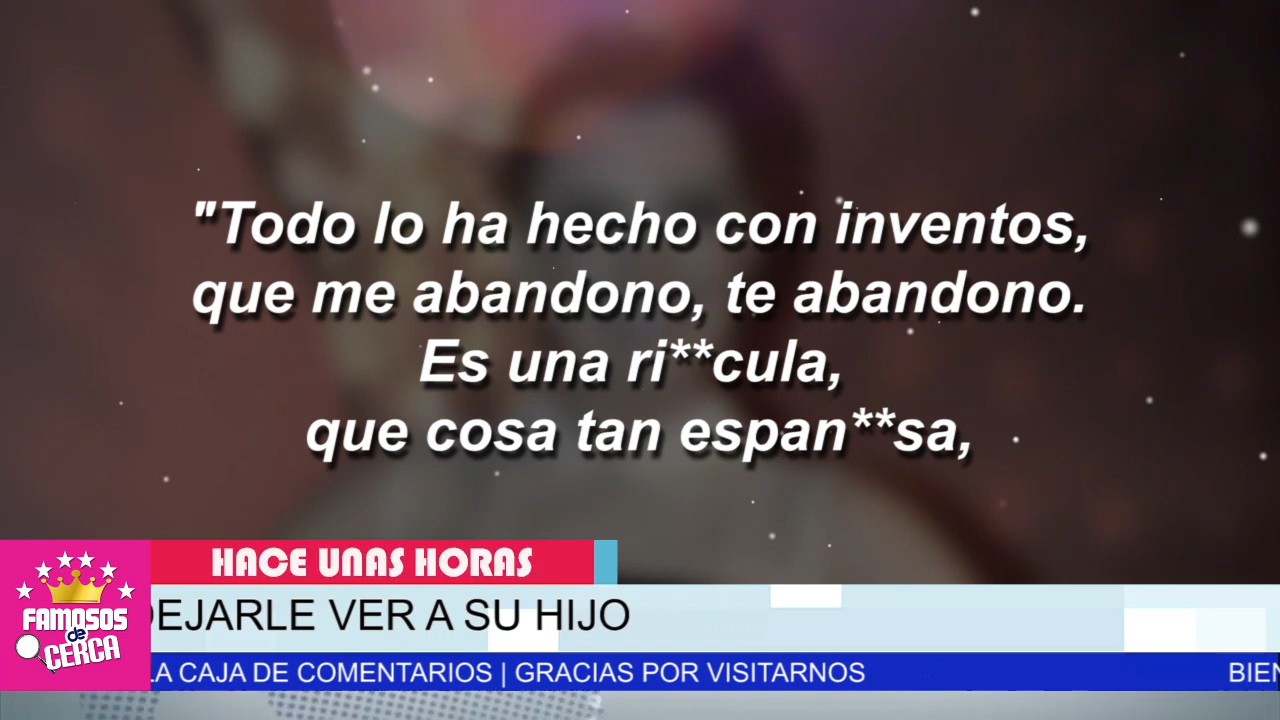 "Todo lo ha hecho con inventos,
que me abandono, te abandono.
Es una ri**cula,
que cosa tan espan**sa,
HACE UNAS HORAS
DEJARLE VER A SU HIJO
FAMOSOS
de
CERCA
LA CAJA DE COMENTARIOS | GRACIAS POR VISITARNOS